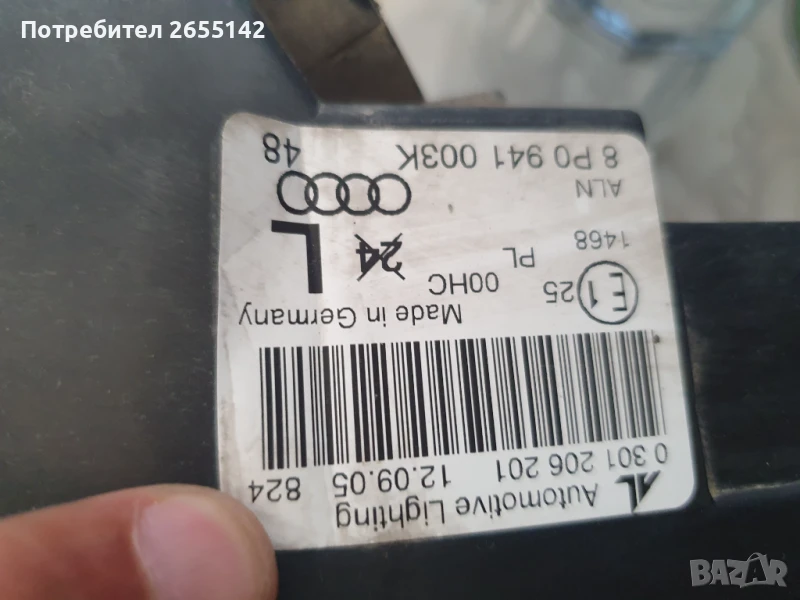 Потребител 2655142
Automotive Lighting
0 301 206 201 12.09.05 824
Made in Germany
E1 25 00HC
1468 PL 24 L
ALN
8 P0 941 003K 48
BAZAR